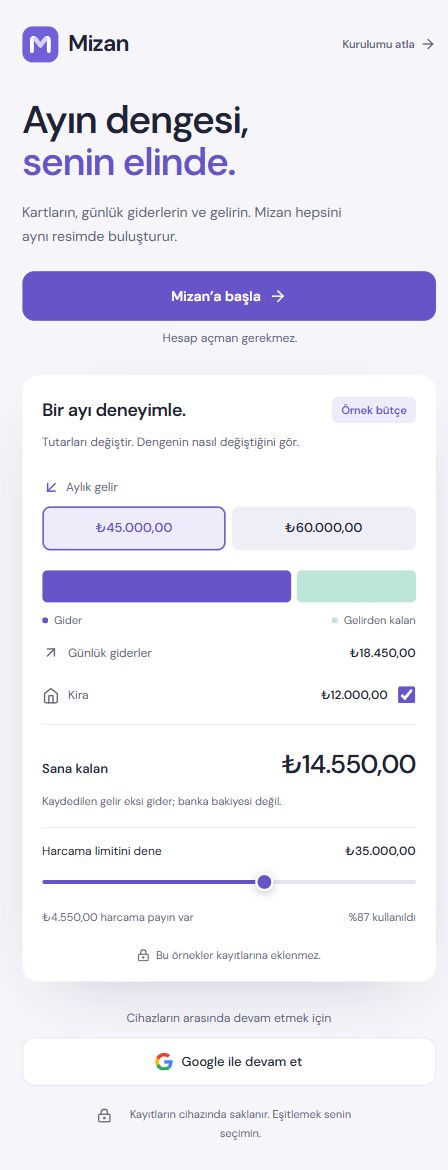 Mizan
Kurulumu atla
Ayın dengesi,
senin elinde.
Kartların, günlük giderlerin ve gelirin. Mizan hepsini
aynı resimde buluşturur.
Mizan’a başla
Hesap açman gerekmez.
Bir ayı deneyimle.
Örnek bütçe
Tutarları değiştir. Dengenin nasıl değiştiğini gör.
Aylık gelir
₺45.000,00
₺60.000,00
Gider
Gelirden kalan
Günlük giderler
₺18.450,00
Kira
₺12.000,00
Sana kalan
₺14.550,00
Kaydedilen gelir eksi gider; banka bakiyesi değil.
Harcama limitini dene
₺35.000,00
₺4.550,00 harcama payın var
%87 kullanıldı
Bu örnekler kayıtlarına eklenmez.
Cihazların arasında devam etmek için
Google ile devam et
Kayıtların cihazında saklanır. Eşitlemek senin
seçimin.